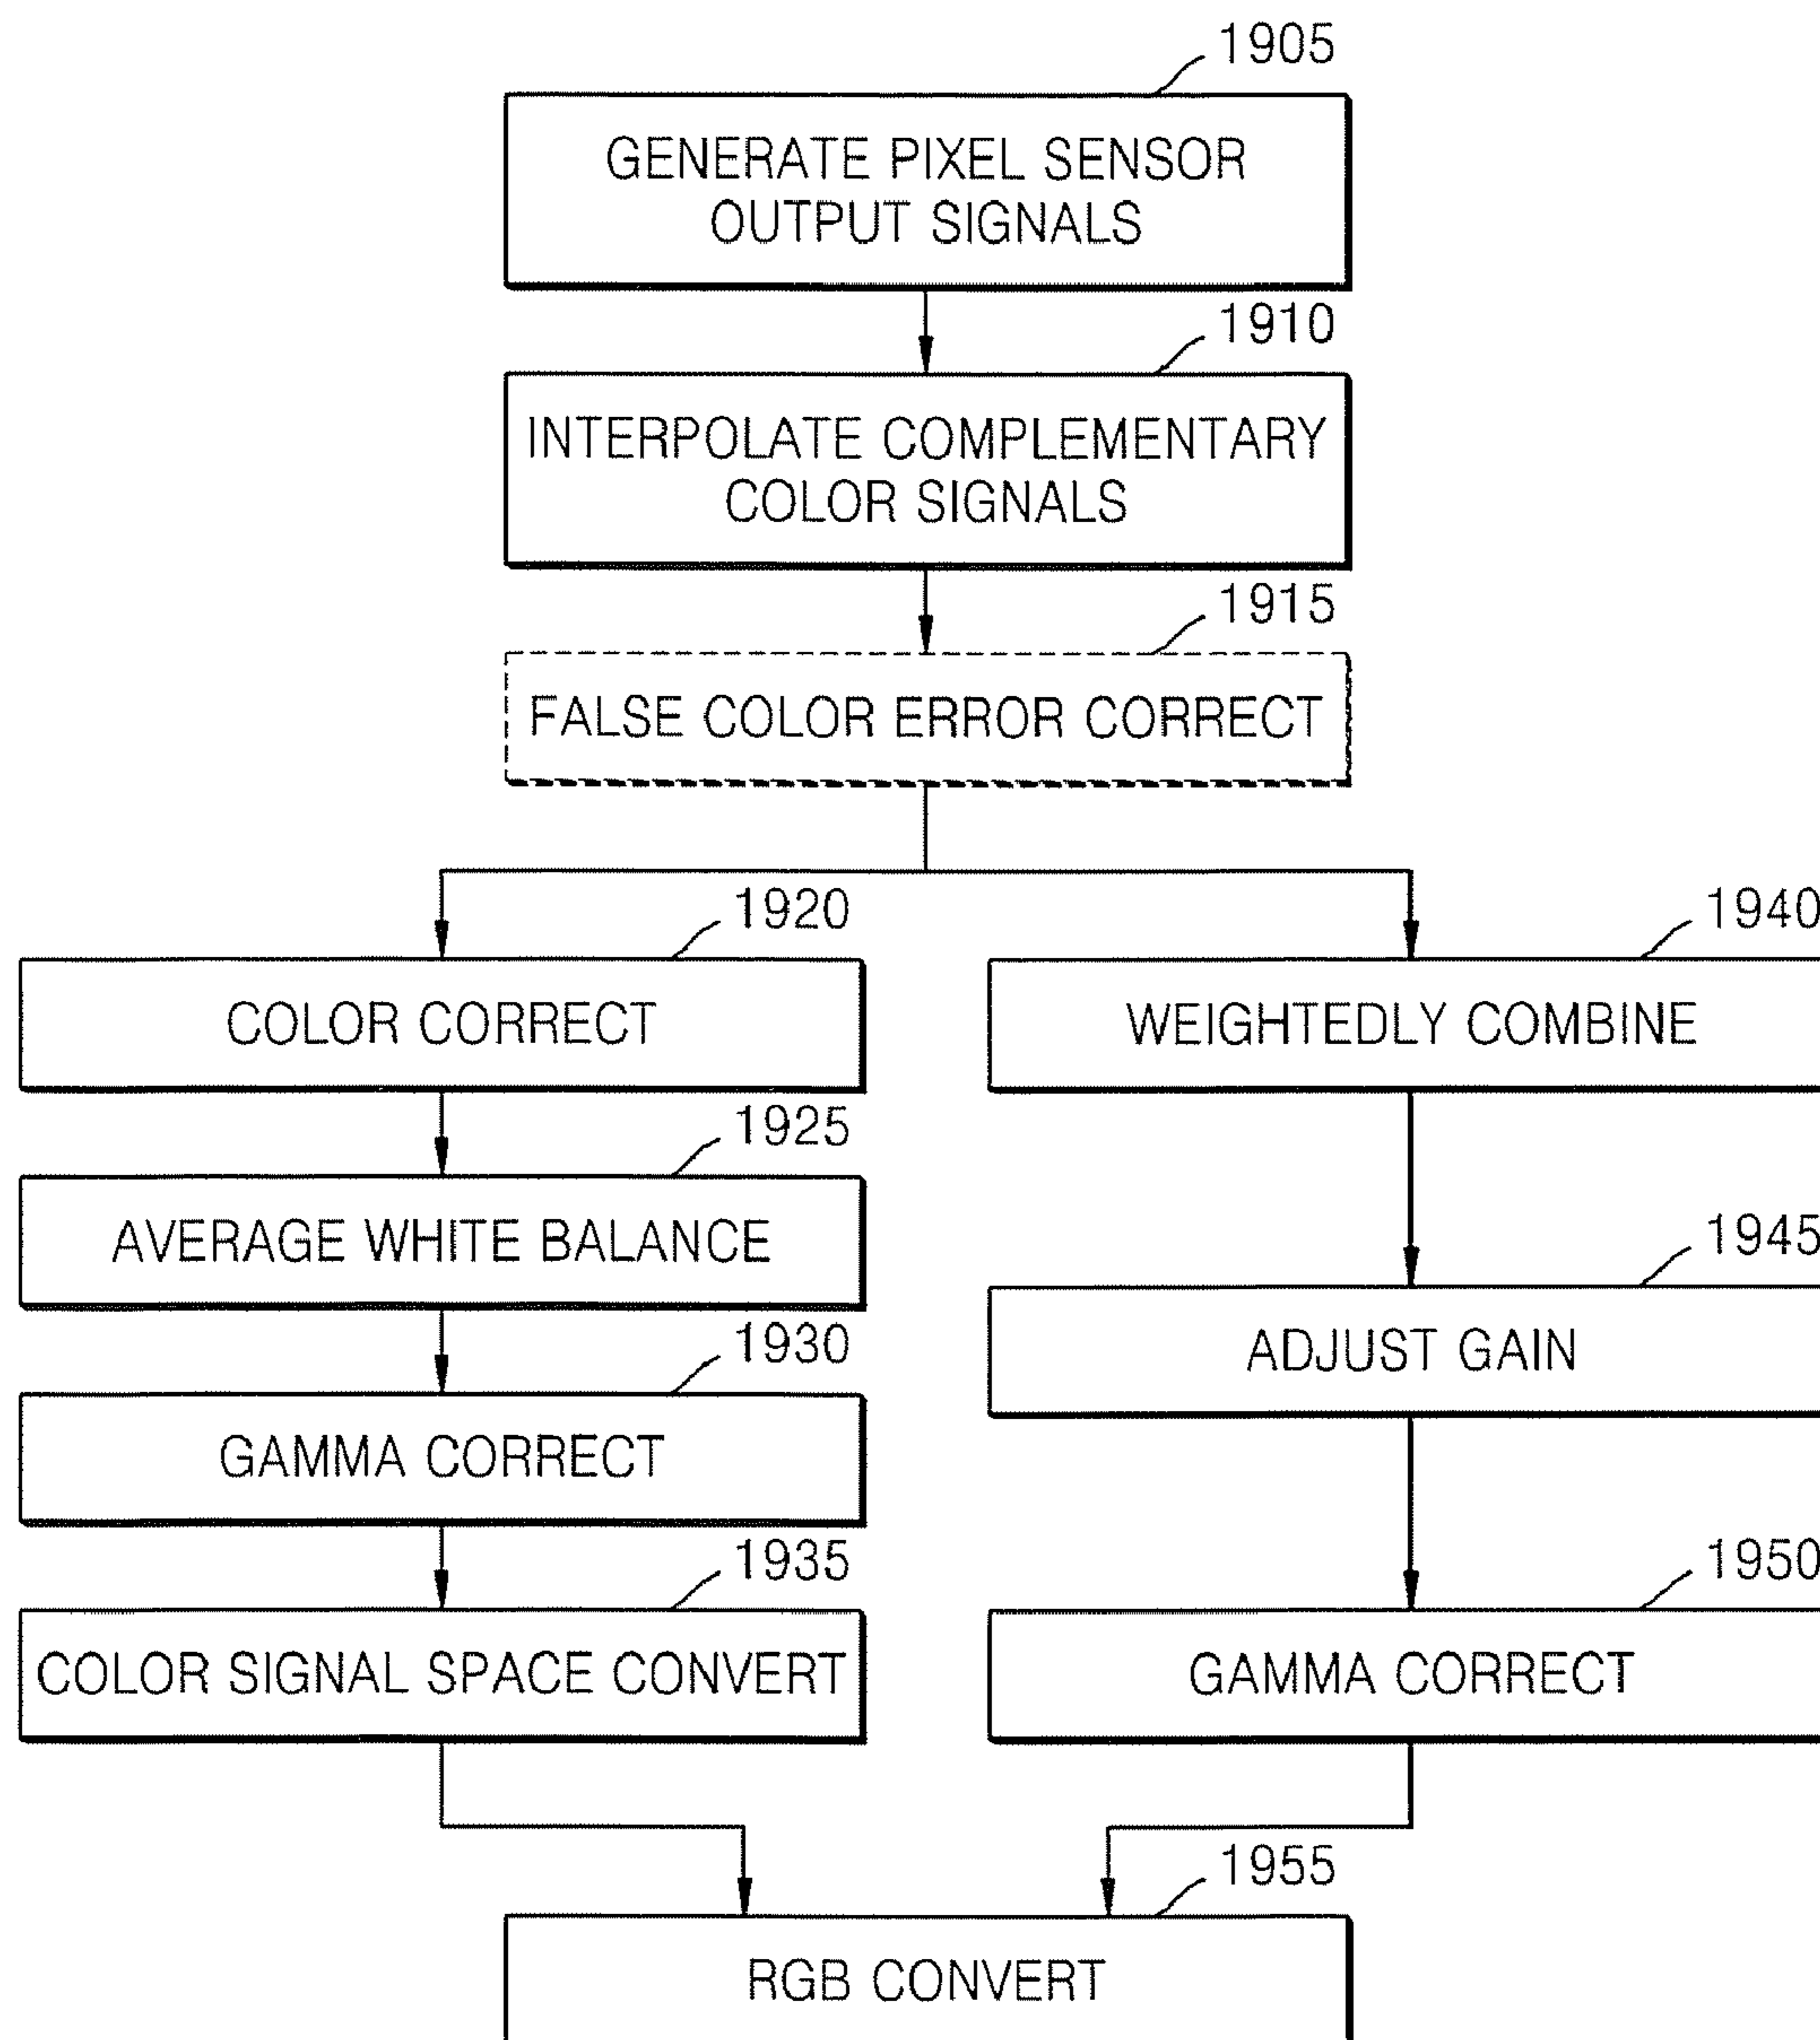 1905
GENERATE PIXEL SENSOR
OUTPUT SIGNALS
1910
INTERPOLATE COMPLEMENTARY
COLOR SIGNALS
1915
FALSE COLOR ERROR CORRECT
1920
COLOR CORRECT
1925
AVERAGE WHITE BALANCE
1930
GAMMA CORRECT
1935
COLOR SIGNAL SPACE CONVERT
1940
WEIGHTEDLY COMBINE
1945
ADJUST GAIN
1950
GAMMA CORRECT
1955
RGB CONVERT